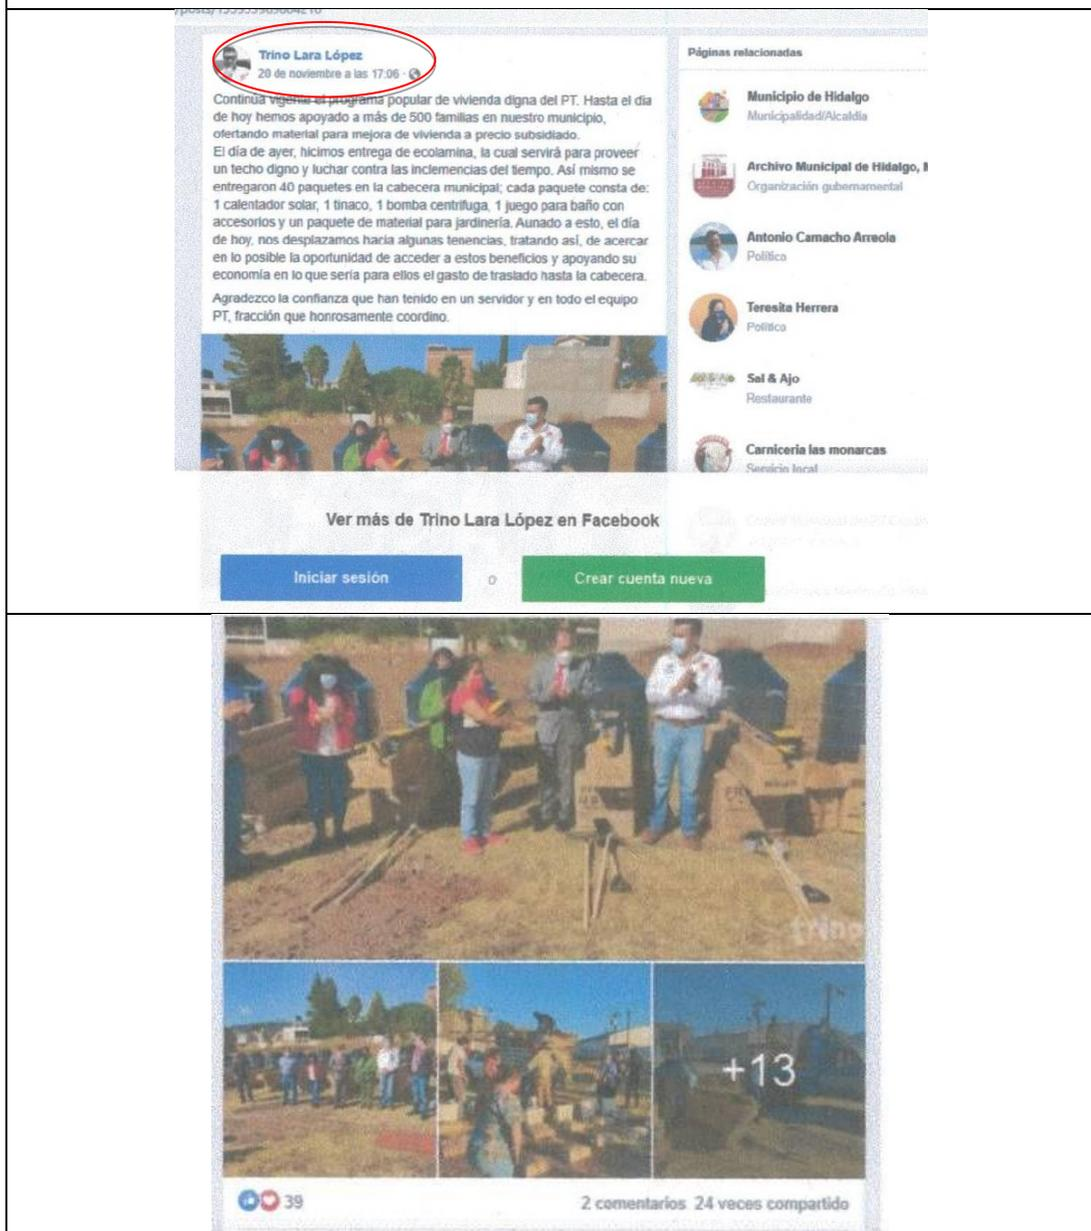 Trino Lara López
20 de noviembre a las 17:06 ·
Continúa vigente el programa popular de vivienda digna del PT. Hasta el día
de hoy hemos apoyado a más de 500 familias en nuestro municipio,
ofertando material para mejora de vivienda a precio subsidiado.
El día de ayer, hicimos entrega de ecolamina, la cual servirá para proveer
un techo digno y luchar contra las inclemencias del tiempo. Así mismo se
entregaron 40 paquetes en la cabecera municipal; cada paquete consta de:
1 calentador solar, 1 tinaco, 1 bomba centrifuga, 1 juego para baño con
accesorios y un paquete de material para jardinería. Aunado a esto, el día
de hoy, nos desplazamos hacia algunas tenencias, tratando así, de acercar
en lo posible la oportunidad de acceder a estos beneficios y apoyando su
economía en lo que sería para ellos el gasto de traslado hasta la cabecera.
Agradezco la confianza que han tenido en un servidor y en todo el equipo
PT, fracción que honrosamente coordino.
Páginas relacionadas
Municipio de Hidalgo
Municipalidad/Alcaldía
Archivo Municipal de Hidalgo,
Organización gubernamental
Antonio Camacho Arreola
Política
Teresita Herrera
Político
Sal & Ajo
Restaurante
Carniceria las monarcas
Servicio local
Ver más de Trino Lara López en Facebook
Iniciar sesión
o
Crear cuenta nueva
trino
+13
39
2 comentarios 24 veces compartido